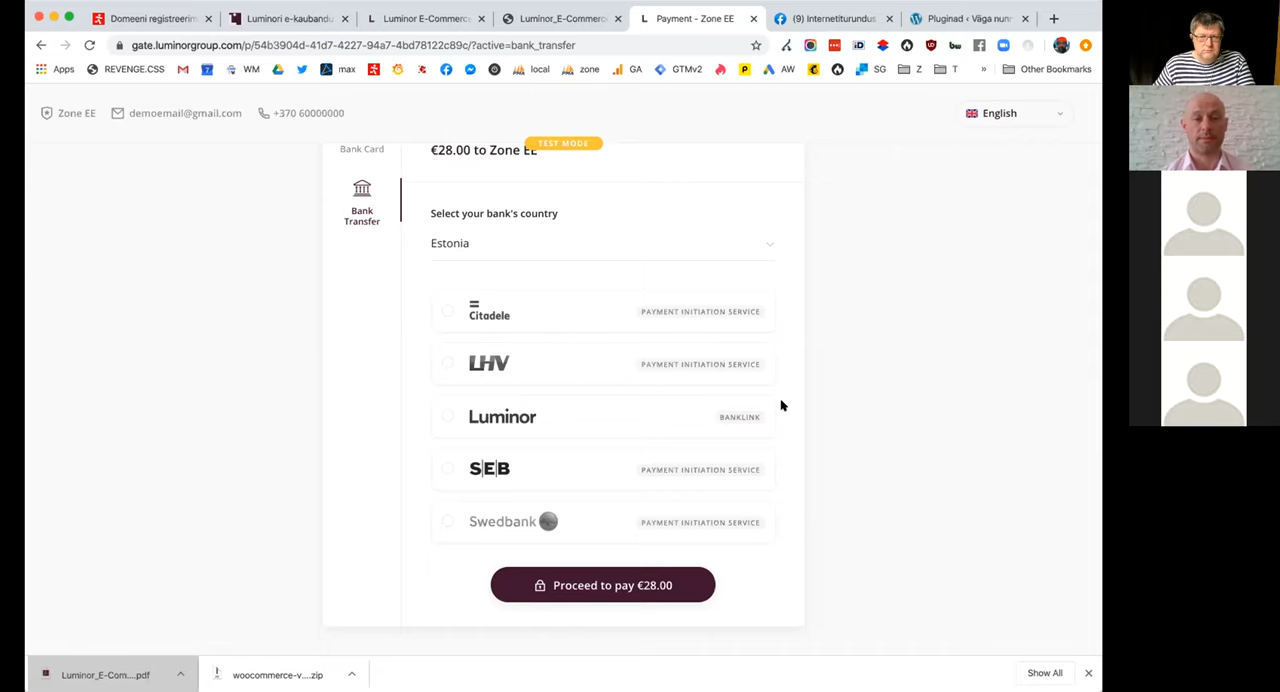 Domeeni registreerim
Luminori e-kaubandu
Luminor E-Commerce
Luminor_E-Commerce
Payment - Zone EE
(9) Internetiturundus
Pluginad ‹ Väga nunn
gate.luminorgroup.com/p/54b3904d-41d7-4227-94a7-4bd78122c89c/?active=bank_transfer
Apps
REVENGE.CSS
WM
max
local
zone
GA
GTMv2
AW
SG
Z
T
»
Other Bookmarks
Zone EE
demoemail@gmail.com
+370 60000000
English
TEST MODE
Bank Card
€28.00 to Zone EE
Bank
Transfer
Select your bank's country
Estonia
Citadele
PAYMENT INITIATION SERVICE
LHV
PAYMENT INITIATION SERVICE
Luminor
BANKLINK
SEB
PAYMENT INITIATION SERVICE
Swedbank
PAYMENT INITIATION SERVICE
Proceed to pay €28.00
Luminor_E-Com....pdf
woocommerce-v....zip
Show All